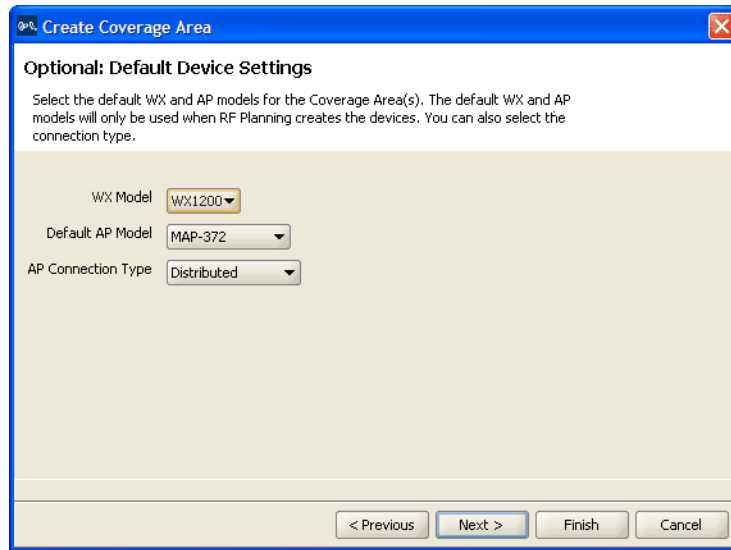 Create Coverage Area
Optional: Default Device Settings
Select the default WX and AP models for the Coverage Area(s). The default WX and AP
models will only be used when RF Planning creates the devices. You can also select the
connection type.
WX Model WX1200
Default AP Model MAP-372
AP Connection Type Distributed
< Previous Next > Finish Cancel